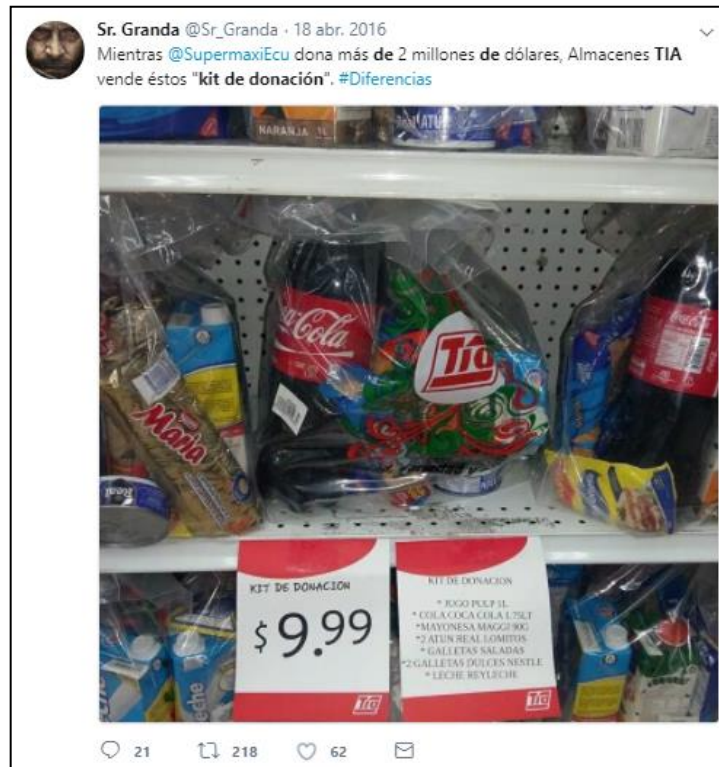 Sr. Granda @Sr_Granda · 18 abr. 2016
Mientras @SupermaxiEcu dona más de 2 millones de dólares, Almacenes TIA
vende éstos "kit de donación". #Diferencias
NARANJA 1L
Coca-Cola
Tía
Maria
Real
KIT DE DONACION
$9.99
Tía
KIT DE DONACION
* JUGO PULP 1L
* COLA COCA COLA 1.75LT
*MAYONESA MAGGI 90G
*2 ATUN REAL LOMITOS
* GALLETAS SALADAS
*2 GALLETAS DULCES NESTLE
* LECHE REYLECHE
Tía
leche
21 218 62